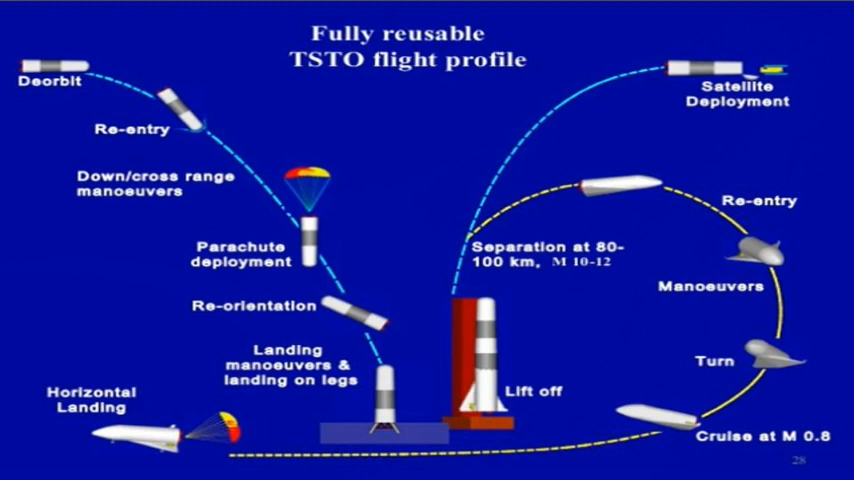 Fully reusable
TSTO flight profile
Deorbit
Re-entry
Down/cross range
manoeuvers
Parachute
deployment
Re-orientation
Landing
manoeuvers &
landing on legs
Horizontal
Landing
Satellite
Deployment
Re-entry
Separation at 80-
100 km, M 10-12
Manoeuvers
Turn
Lift off
Cruise at M 0.8
28